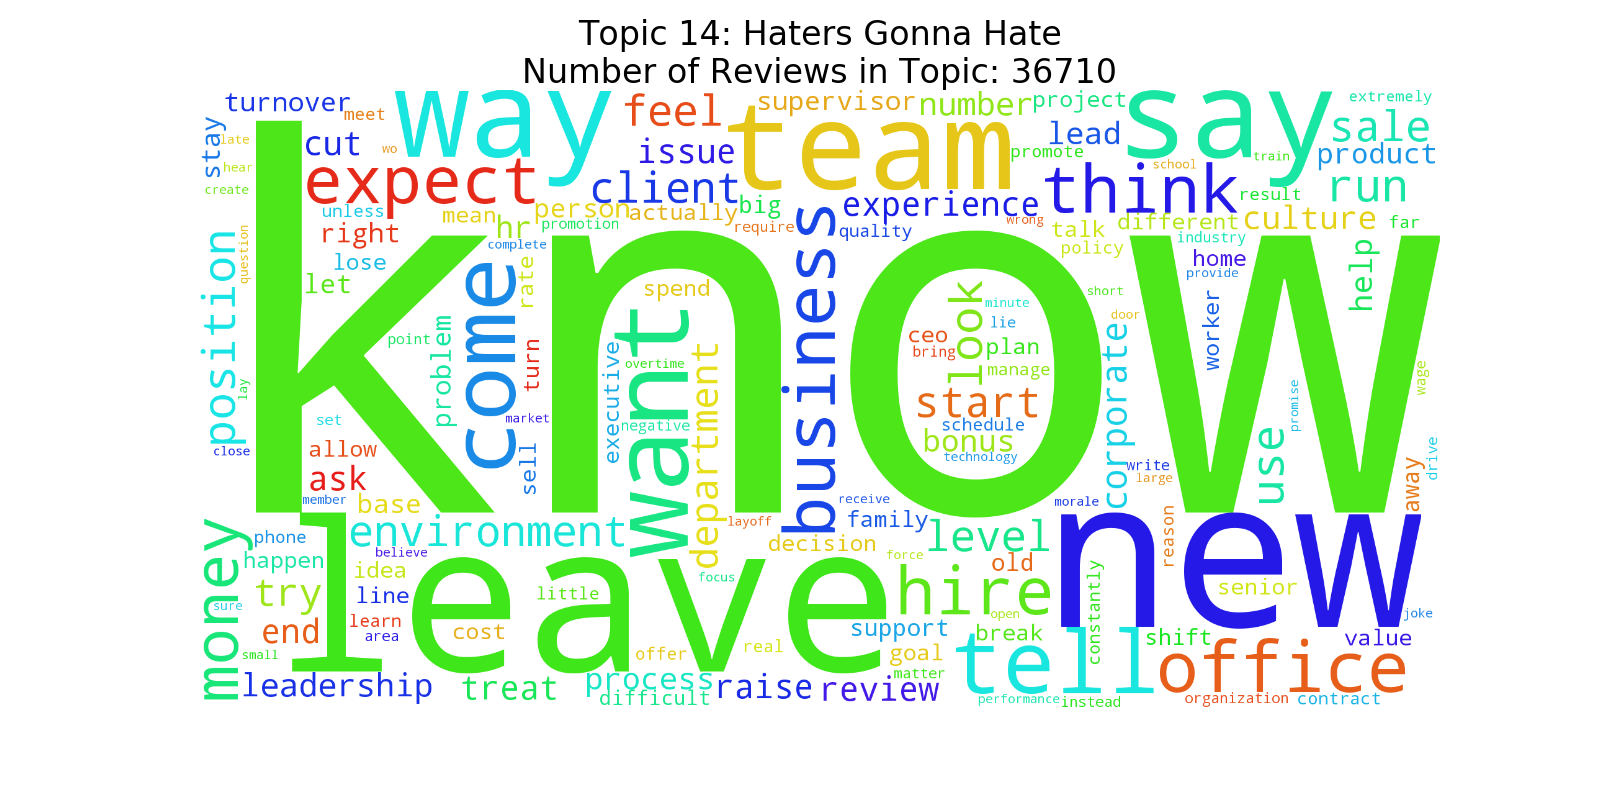 Topic 14: Haters Gonna Hate
Number of Reviews in Topic: 36710
turnover
meet
way
feel
supervisor
number
project
say
extremely
stay
late
cut
wo
team
lead
sale
hear
issue
promote
school
train
product
create
expect
client
think
result
run
unless
mean
hr
person
actually
big
experience
wrong
talk
different
culture
far
right
promotion
require
quality
policy
industry
question
complete
lose
home
provide
help
position
know
let
come
rate
spend
business
look
minute
short
door
worker
point
problem
turn
want
ceo
lie
bring
plan
corporate
executive
overtime
department
manage
wage
lay
set
market
negative
start
schedule
bonus
technology
promise
use
close
allow
sell
ask
write
large
away
drive
member
base
receive
morale
money
phone
environment
layoff
family
level
new
reason
happen
believe
decision
force
old
idea
focus
try
line
leave
little
hire
constantly
senior
sure
learn
open
joke
end
area
cost
support
break
shift
value
small
offer
real
goal
tell
office
leadership
treat
process
raise
review
matter
difficult
performance
instead
organization
contract